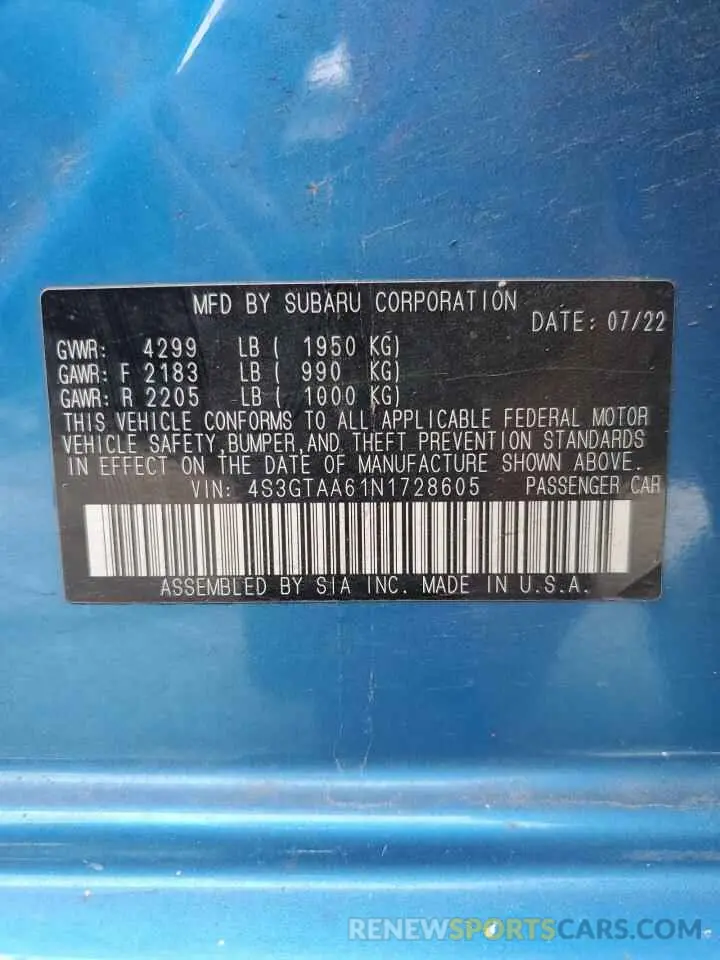 MFD BY SUBARU CORPORATION
DATE: 07/22
GVWR: 4299 LB ( 1950 KG)
GAWR: F 2183 LB ( 990 KG)
GAWR: R 2205 LB ( 1000 KG)
THIS VEHICLE CONFORMS TO ALL APPLICABLE FEDERAL MOTOR
VEHICLE SAFETY, BUMPER, AND THEFT PREVENTION STANDARDS
IN EFFECT ON THE DATE OF MANUFACTURE SHOWN ABOVE.
VIN: 4S3GTAA61N1728605 PASSENGER CAR
ASSEMBLED BY SIA INC. MADE IN U.S.A.
RENEWSPORTSCARS.COM